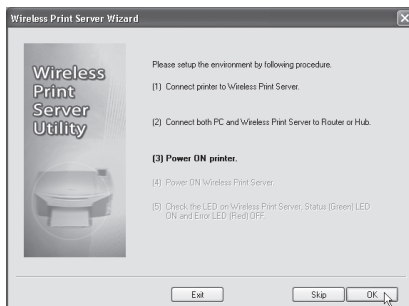 Wireless Print Server Wizard
Wireless
Print
Server
Utility
Please setup the environment by following procedure.
(1) Connect printer to Wireless Print Server.
(2) Connect both PC and Wireless Print Server to Router or Hub.
(3) Power ON printer.
(4) Power ON Wireless Print Server.
(5) Check the LED on Wireless Print Server, Status (Green) LED
ON and Error LED (Red) OFF.
Exit
Skip
OK